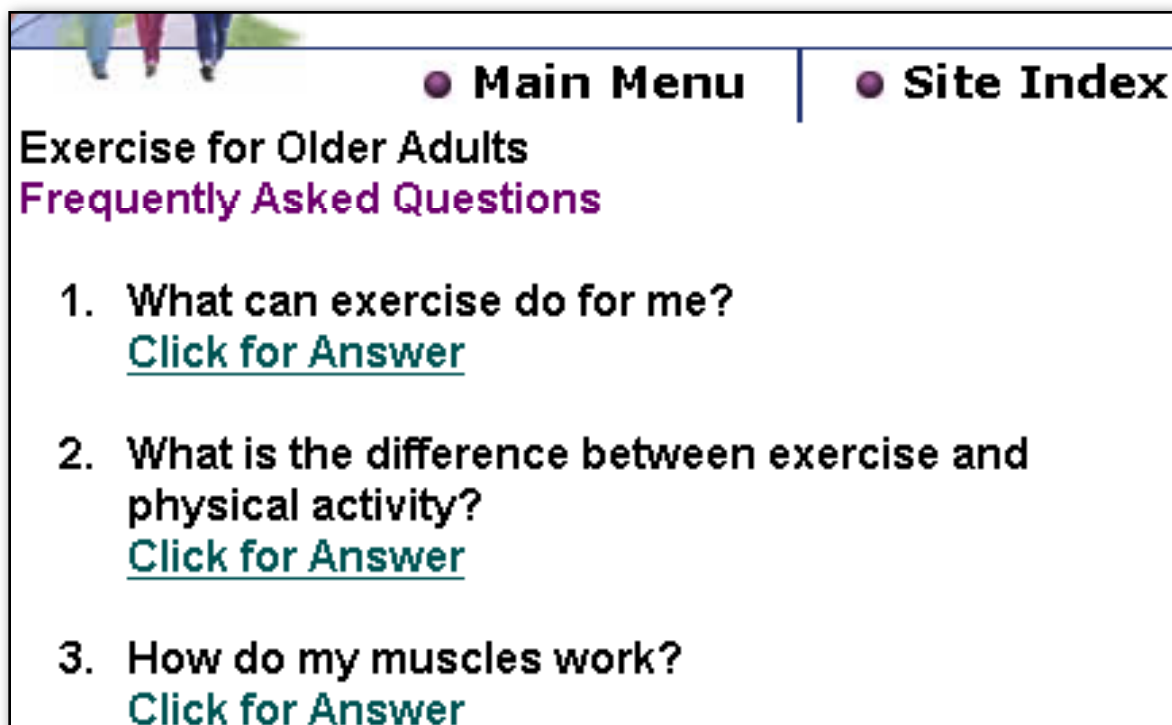 Main Menu
Site Index
Exercise for Older Adults
Frequently Asked Questions
1. What can exercise do for me?
Click for Answer
2. What is the difference between exercise and
physical activity?
Click for Answer
3. How do my muscles work?
Click for Answer